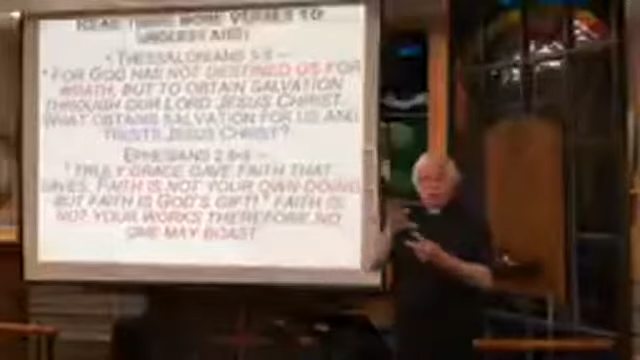 READ THESE MORE VERSES TO
UNDERSTAND:
• THESSALONIANS 5:9 –
• FOR GOD HAS NOT DESTINED US FOR
WRATH, BUT TO OBTAIN SALVATION
THROUGH OUR LORD JESUS CHRIST.
WHAT OBTAINS SALVATION FOR US AND
TRUSTS JESUS CHRIST?
EPHESIANS 2:8-9 –
TRULY GRACE GAVE FAITH THAT
SAVES. FAITH IS NOT YOUR OWN DOING
BUT FAITH IS GOD'S GIFT! FAITH IS
NOT YOUR WORKS THEREFORE NO
ONE MAY BOAST